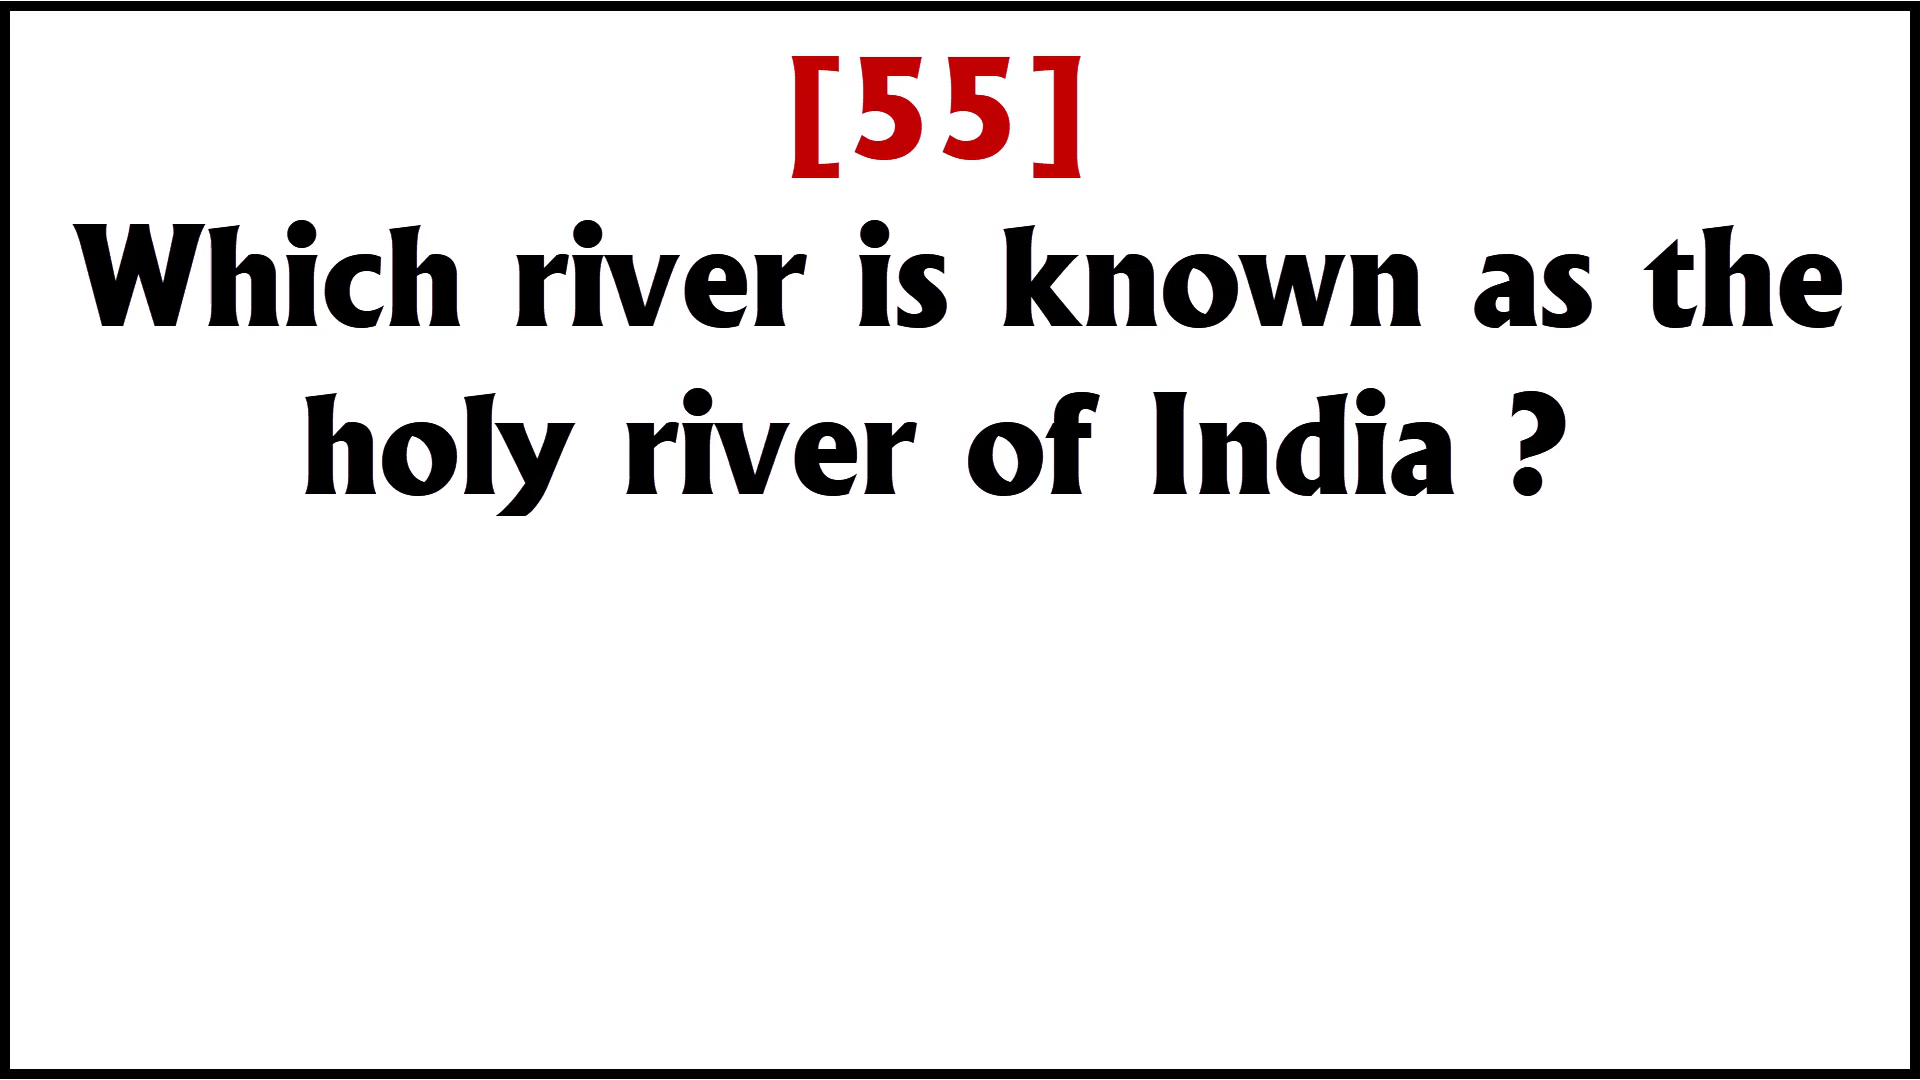 [55]
Which river is known as the
holy river of India ?